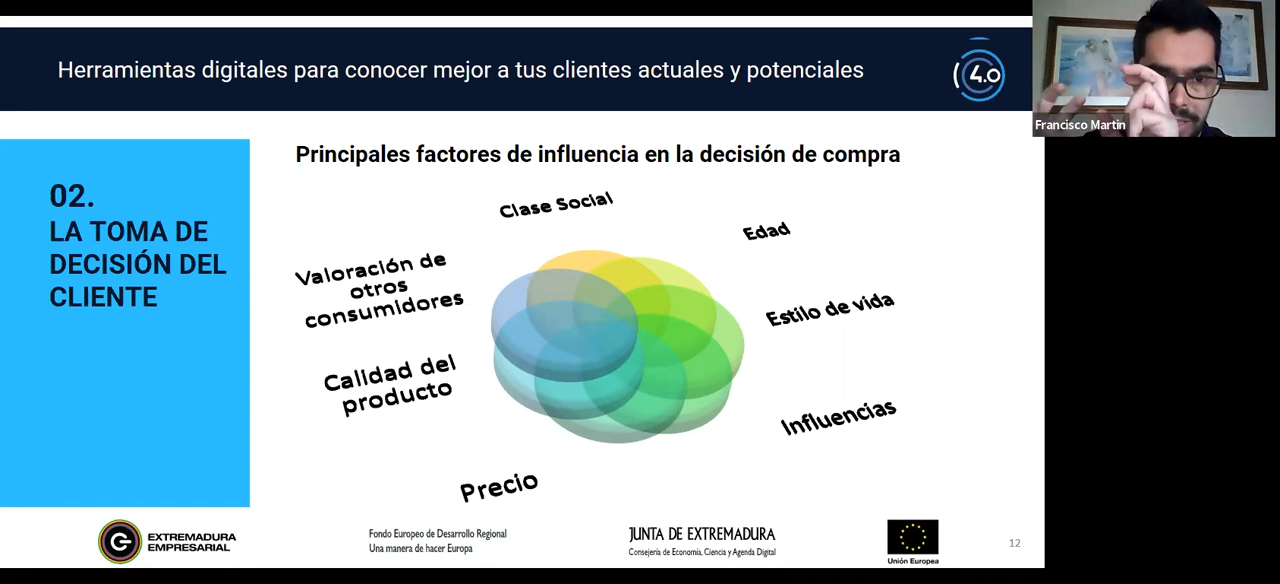 Herramientas digitales para conocer mejor a tus clientes actuales y potenciales
4.0
Francisco Martin
02.
LA TOMA DE
DECISIÓN DEL
CLIENTE
Principales factores de influencia en la decisión de compra
Clase Social
Edad
Estilo de vida
Influencias
Precio
Calidad del
producto
Valoración de
otros
consumidores
EXTREMADURA
EMPRESARIAL
Fondo Europeo de Desarrollo Regional
Una manera de hacer Europa
JUNTA DE EXTREMADURA
Consejería de Economía, Ciencia y Agenda Digital
Unión Europea
12